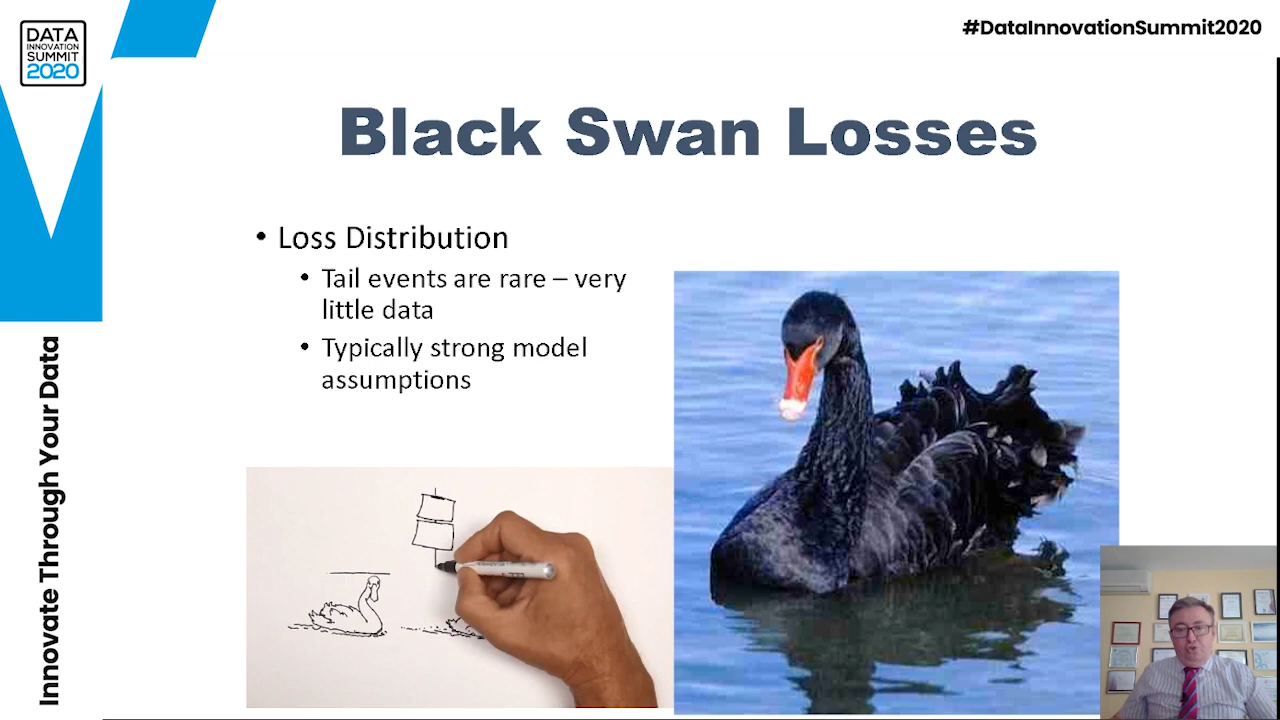 DATA
INNOVATION
SUMMIT
2020
#DataInnovationSummit2020
Innovate Through Your Data
Black Swan Losses
• Loss Distribution
• Tail events are rare – very
little data
• Typically strong model
assumptions